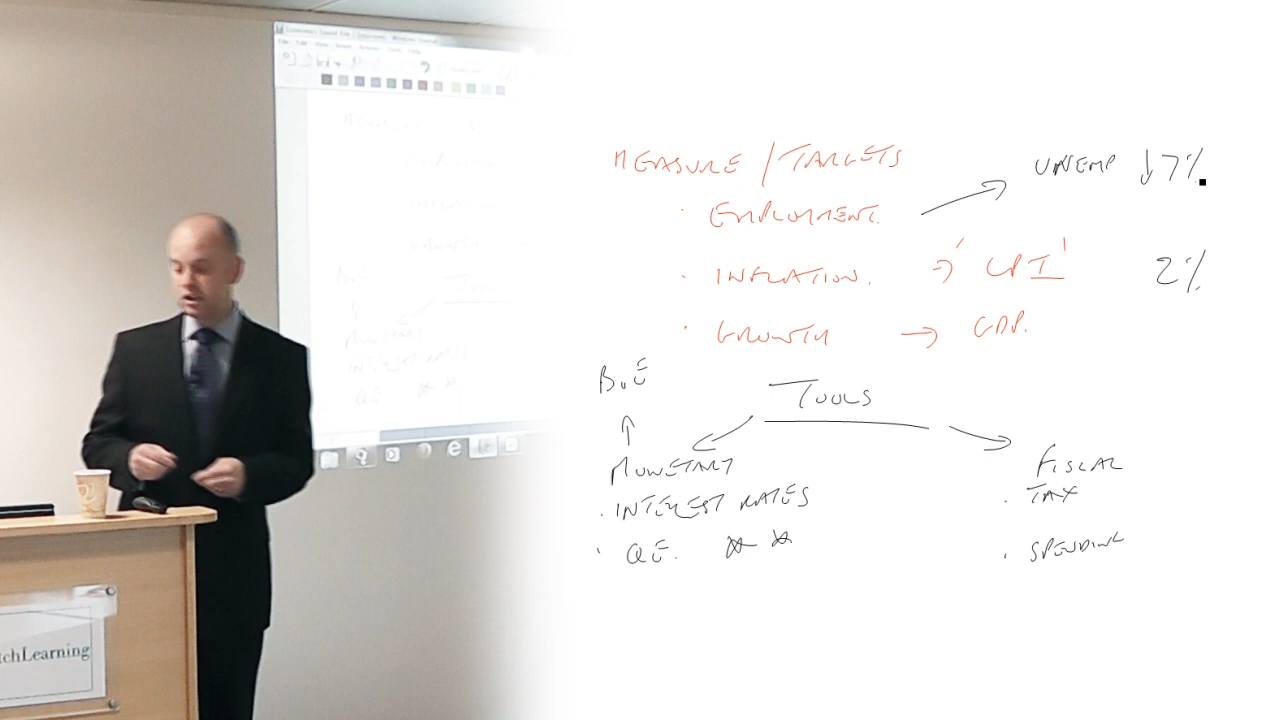 MEASURE / TARGETS
· EMPLOYMENT. → UNEMP ↓ 7%.
· INFLATION. → 'CPI' 2%
· GROWTH → GDP.
BoE
↑
TOOLS
MONETARY
· INTEREST RATES
· QE. ** 
FISCAL
· TAX
· SPENDING
tchLearning